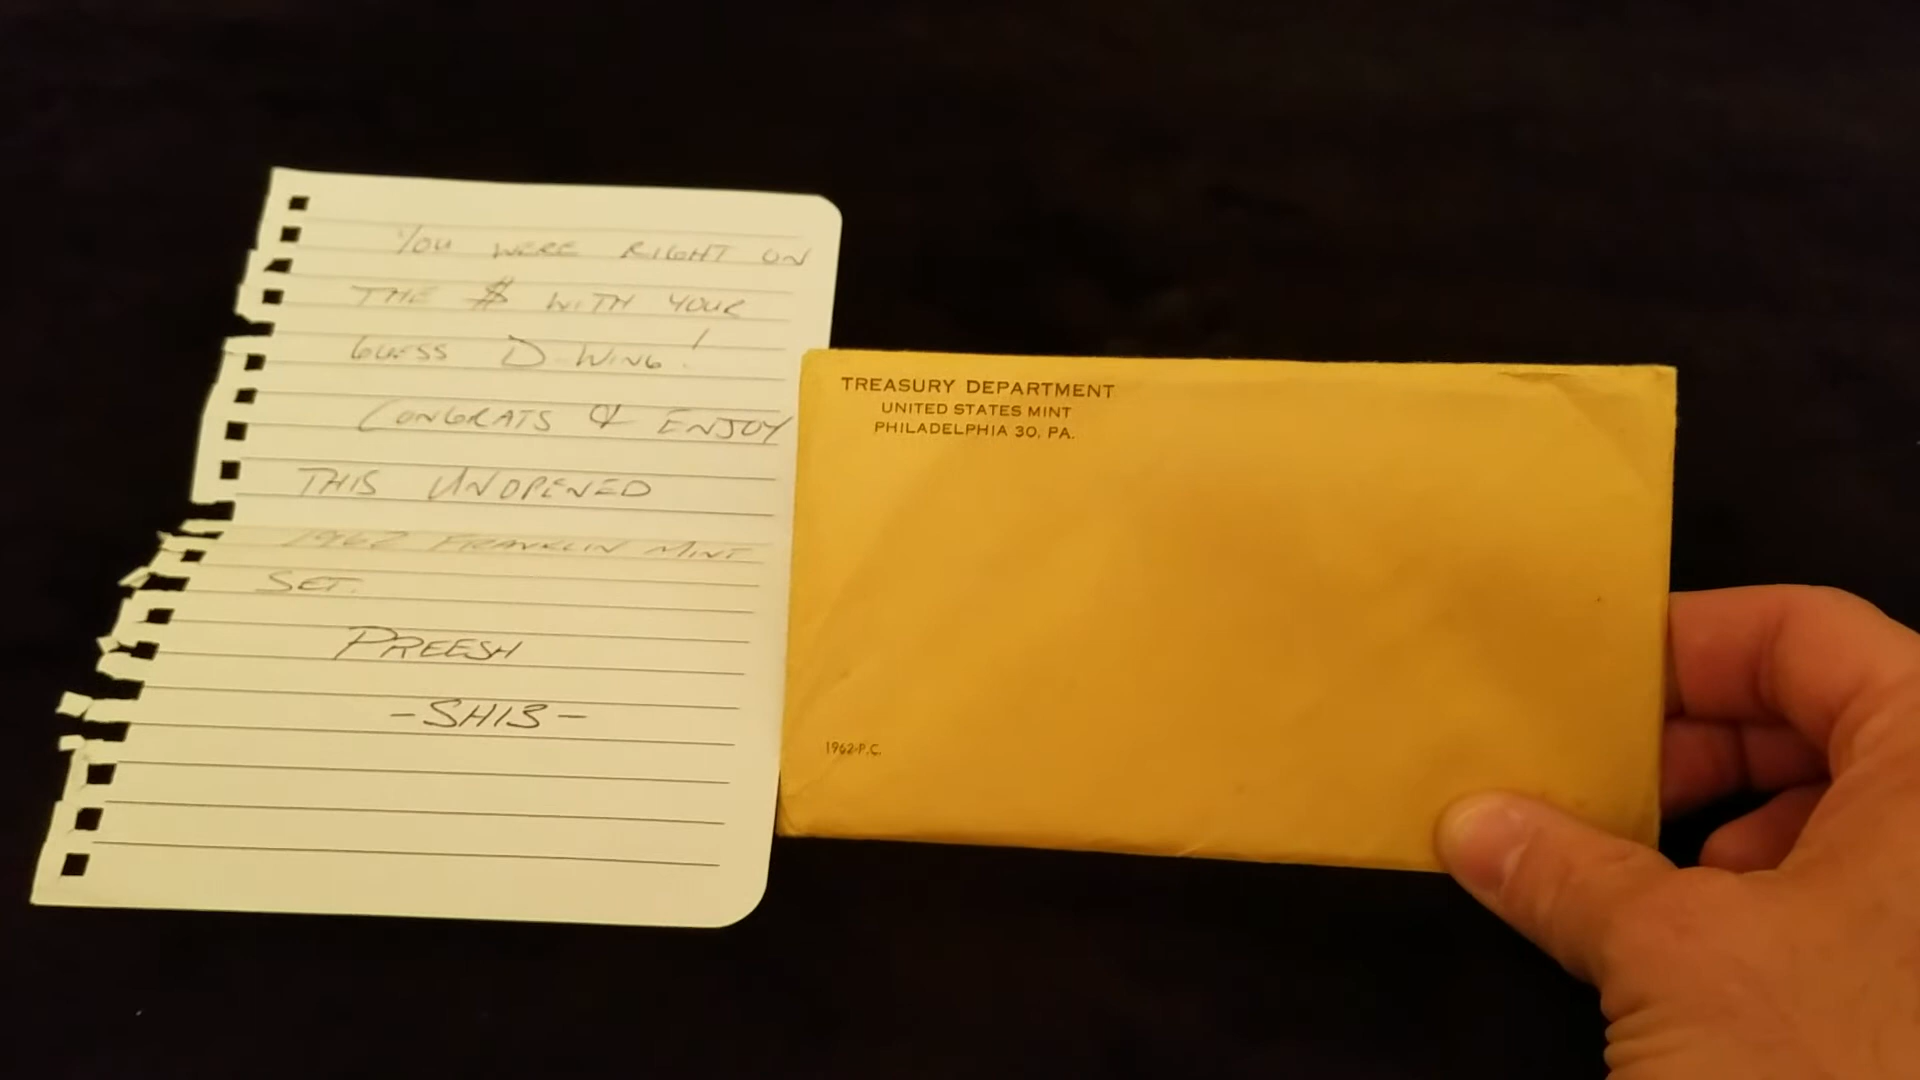 YOU WERE RIGHT ON
THE $ WITH YOUR
GUESS D-WING!
CONGRATS & ENJOY
THIS UNOPENED
1962 FRANKLIN MINT
SET.
PREESH
-SHIB-
TREASURY DEPARTMENT
UNITED STATES MINT
PHILADELPHIA 30, PA.
1962-P.C.